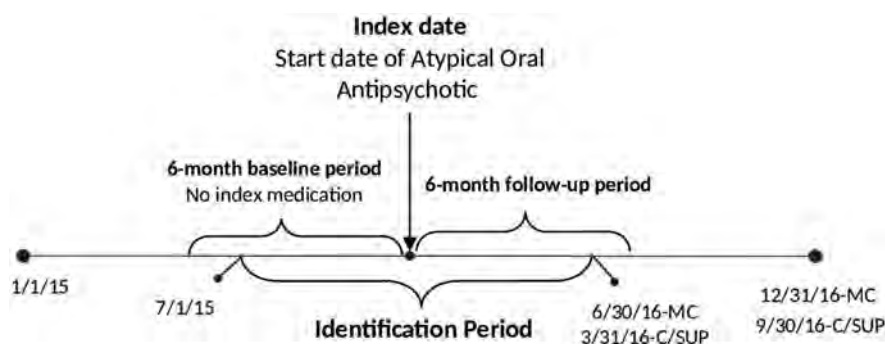 Index date
Start date of Atypical Oral
Antipsychotic
6-month baseline period
No index medication
6-month follow-up period
1/1/15
7/1/15
Identification Period
6/30/16-MC
3/31/16-C/SUP
12/31/16-MC
9/30/16-C/SUP